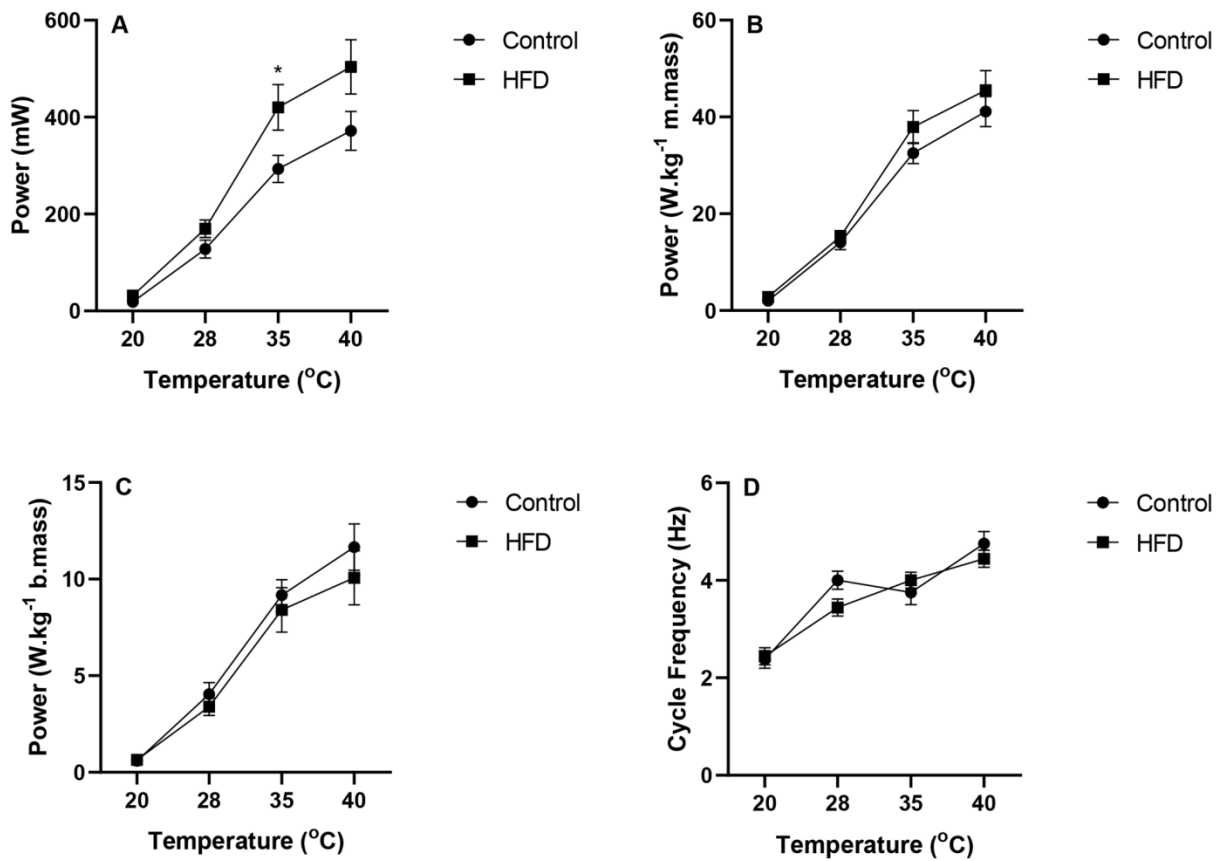 A
Power (mW)
600
400
200
0
*
20 28 35 40
Temperature (°C)
Control
HFD
B
Power (W.kg⁻¹ m.mass)
60
40
20
0
20 28 35 40
Temperature (°C)
Control
HFD
C
Power (W.kg⁻¹ b.mass)
15
10
5
0
20 28 35 40
Temperature (°C)
Control
HFD
D
Cycle Frequency (Hz)
6
4
2
0
20 28 35 40
Temperature (°C)
Control
HFD